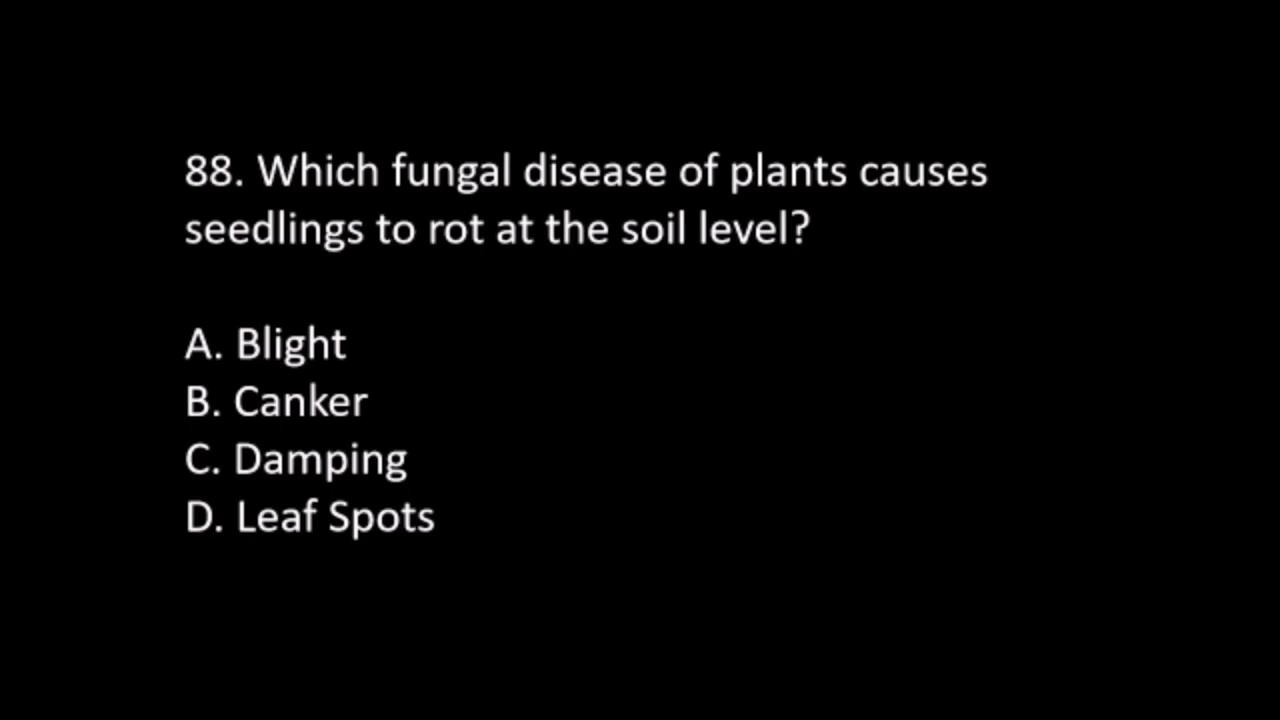 88. Which fungal disease of plants causes
seedlings to rot at the soil level?
A. Blight
B. Canker
C. Damping
D. Leaf Spots